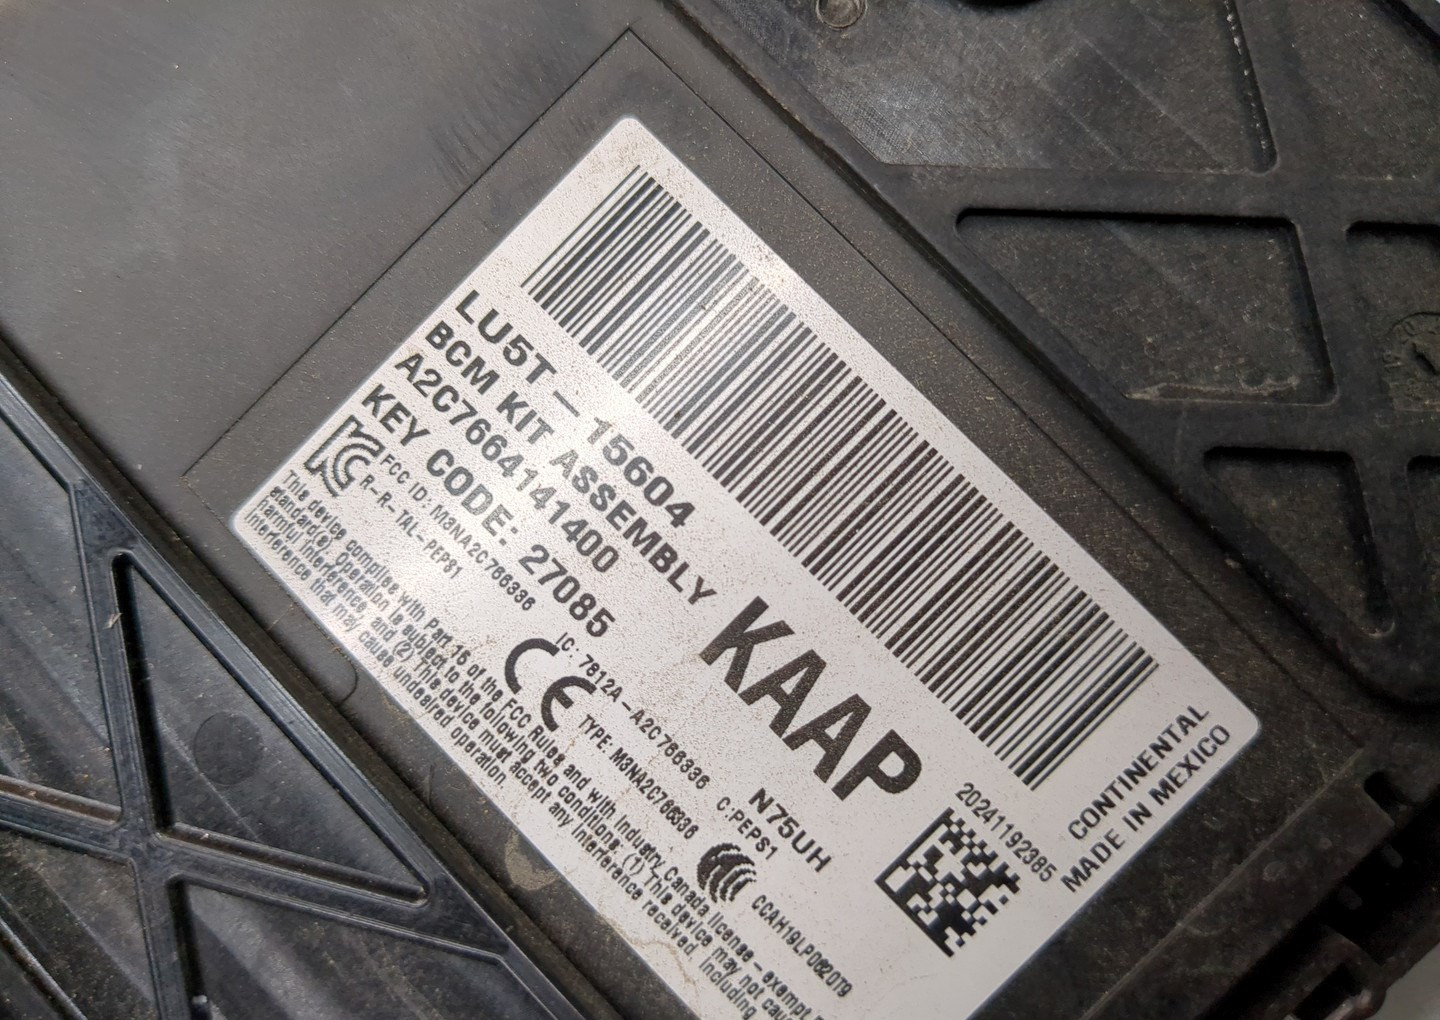 LU5T - 15604
BCM KIT ASSEMBLY
A2C7664141400
KEY CODE: 27085
KAAP
FCC ID: M3NA2C766336
IC: 7812A-A2C766336
N75UH
R-R-TAL-PEPS1
CE
TYPE: M3NA2C766336
C:PEPS1
CCAH19LP0620T9
This device complies with Part 15 of the FCC Rules and with Industry Canada license-exempt
standard(s). Operation is subject to the following two conditions. (1) This device may not cause
harmful interference, and (2) This device must accept any interference received, including
interference that may cause undesired operation
20241192385
CONTINENTAL
MADE IN MEXICO